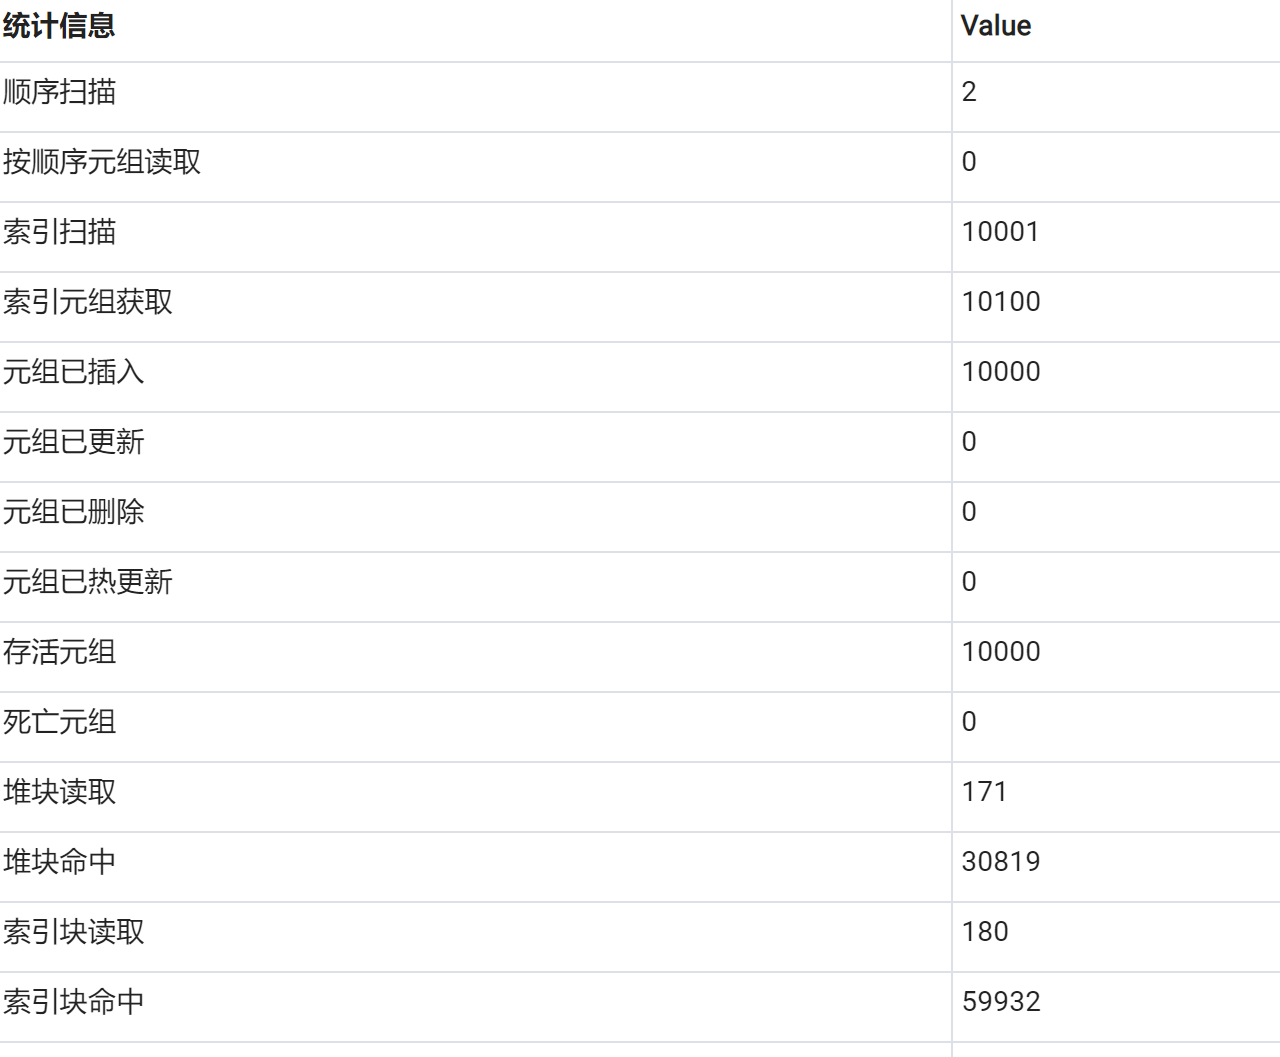 统计信息 Value
顺序扫描 2
按顺序元组读取 0
索引扫描 10001
索引元组获取 10100
元组已插入 10000
元组已更新 0
元组已删除 0
元组已热更新 0
存活元组 10000
死亡元组 0
堆块读取 171
堆块命中 30819
索引块读取 180
索引块命中 59932